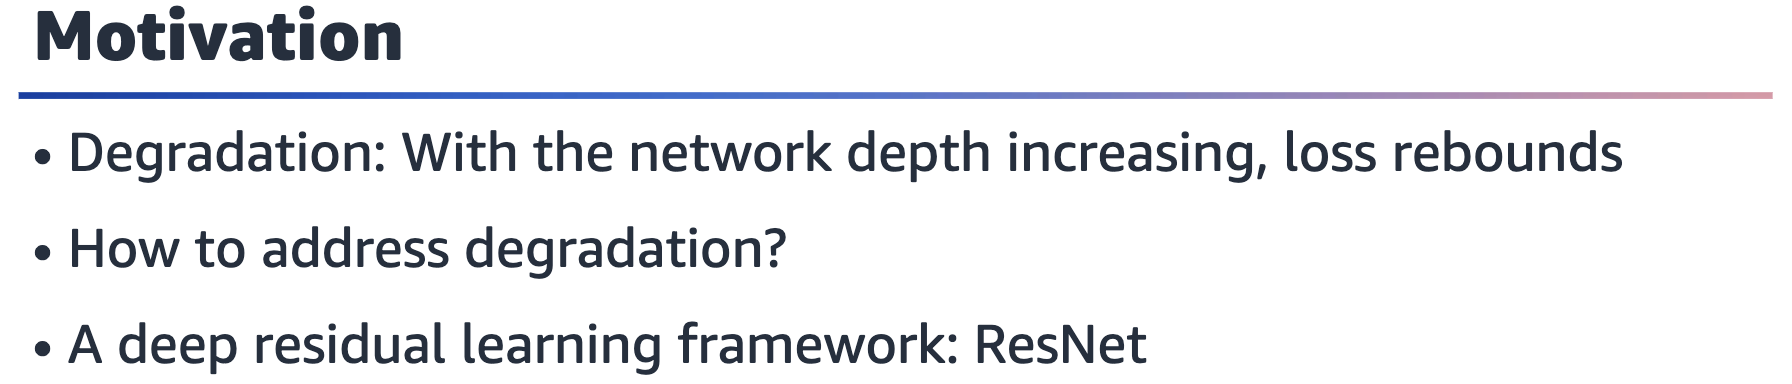 Motivation
• Degradation: With the network depth increasing, loss rebounds
• How to address degradation?
• A deep residual learning framework: ResNet